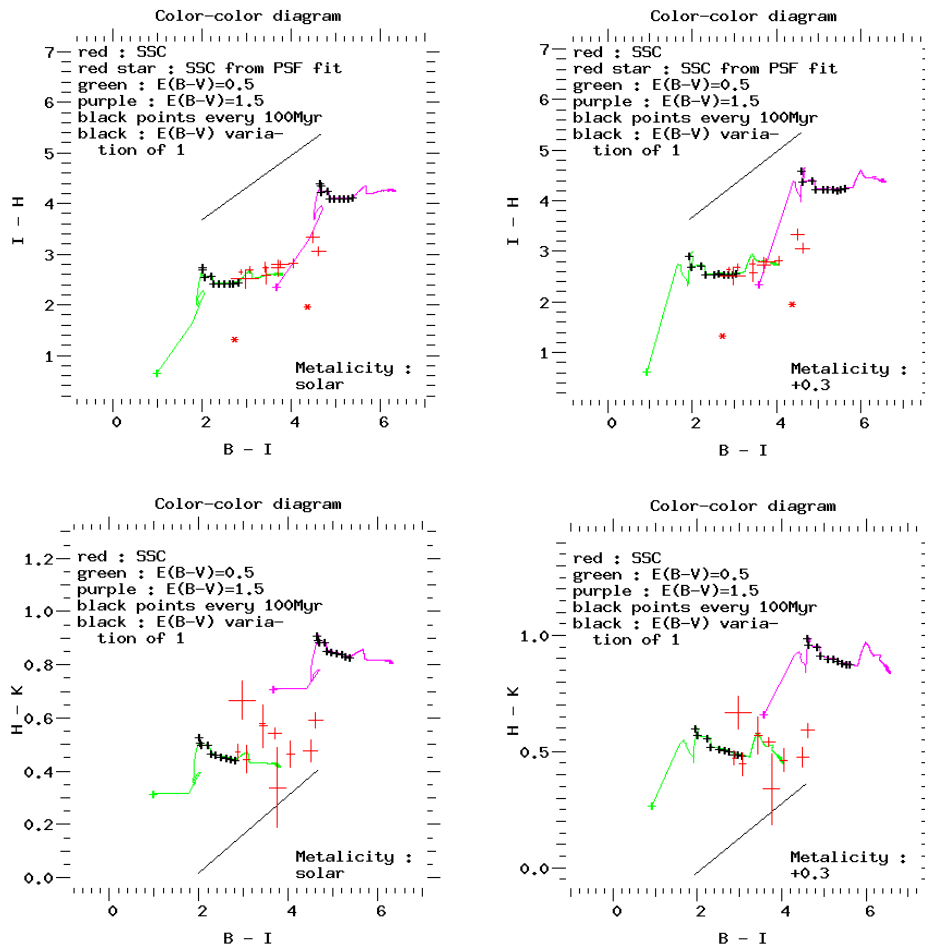 Color-color diagram
red : SSC
red star : SSC from PSF fit
green : E(B-V)=0.5
purple : E(B-V)=1.5
black points every 100Myr
black : E(B-V) varia-
tion of 1
7
6
5
4
3
2
1
I - H
Metalicity :
solar
0 2 4 6
B - I
Color-color diagram
red : SSC
red star : SSC from PSF fit
green : E(B-V)=0.5
purple : E(B-V)=1.5
black points every 100Myr
black : E(B-V) varia-
tion of 1
7
6
5
4
3
2
1
I - H
Metalicity :
+0.3
0 2 4 6
B - I
Color-color diagram
red : SSC
green : E(B-V)=0.5
purple : E(B-V)=1.5
black points every 100Myr
black : E(B-V) varia-
tion of 1
1.2
1.0
0.8
0.6
0.4
0.2
0.0
H - K
Metalicity :
solar
0 2 4 6
B - I
Color-color diagram
red : SSC
green : E(B-V)=0.5
purple : E(B-V)=1.5
black points every 100Myr
black : E(B-V) varia-
tion of 1
1.0
0.5
0.0
H - K
Metalicity :
+0.3
0 2 4 6
B - I